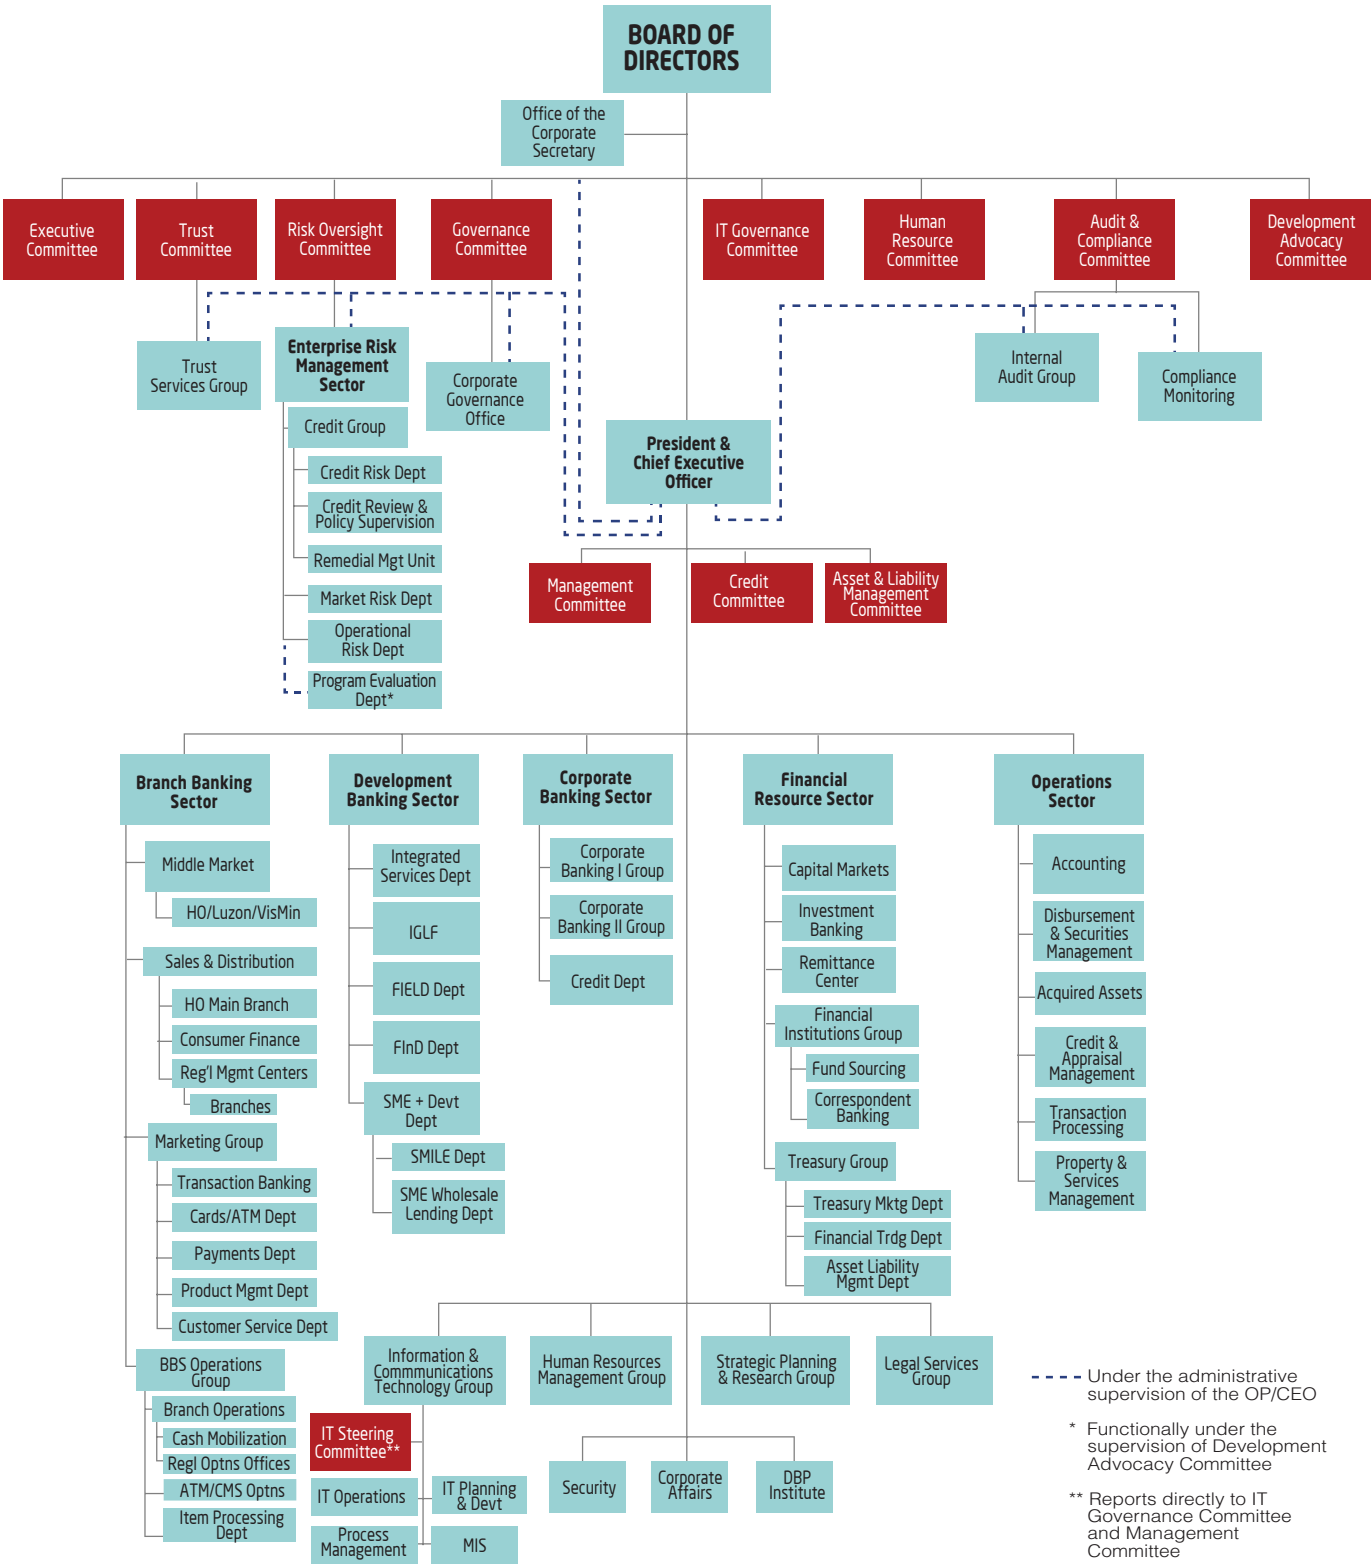 BOARD OF
DIRECTORS
Office of the
Corporate
Secretary
Executive
Committee
Trust
Committee
Risk Oversight
Committee
Governance
Committee
IT Governance
Committee
Human
Resource
Committee
Audit &
Compliance
Committee
Development
Advocacy
Committee
Trust
Services Group
Enterprise Risk
Management
Sector
Corporate
Governance
Office
Internal
Audit Group
Compliance
Monitoring
Credit Group
Credit Risk Dept
Credit Review &
Policy Supervision
Remedial Mgt Unit
Market Risk Dept
Operational
Risk Dept
Program Evaluation
Dept*
President &
Chief Executive
Officer
Management
Committee
Credit
Committee
Asset & Liability
Management
Committee
Branch Banking
Sector
Middle Market
HO/Luzon/VisMin
Sales & Distribution
HO Main Branch
Consumer Finance
Reg'l Mgmt Centers
Branches
Marketing Group
Transaction Banking
Cards/ATM Dept
Payments Dept
Product Mgmt Dept
Customer Service Dept
BBS Operations
Group
Branch Operations
Cash Mobilization
Regl Optns Offices
ATM/CMS Optns
Item Processing
Dept
Development
Banking Sector
Integrated
Services Dept
IGLF
FIELD Dept
FInD Dept
SME + Devt
Dept
SMILE Dept
SME Wholesale
Lending Dept
Corporate
Banking Sector
Corporate
Banking I Group
Corporate
Banking II Group
Credit Dept
Financial
Resource Sector
Capital Markets
Investment
Banking
Remittance
Center
Financial
Institutions Group
Fund Sourcing
Correspondent
Banking
Treasury Group
Treasury Mktg Dept
Financial Trdg Dept
Asset Liability
Mgmt Dept
Operations
Sector
Accounting
Disbursement
& Securities
Management
Acquired Assets
Credit &
Appraisal
Management
Transaction
Processing
Property &
Services
Management
Information &
Commmunications
Technology Group
IT Steering
Committee**
IT Operations
IT Planning
& Devt
Process
Management
MIS
Human Resources
Management Group
Strategic Planning
& Research Group
Legal Services
Group
Security
Corporate
Affairs
DBP
Institute
Under the administrative
supervision of the OP/CEO
* Functionally under the
supervision of Development
Advocacy Committee
** Reports directly to IT
Governance Committee
and Management
Committee